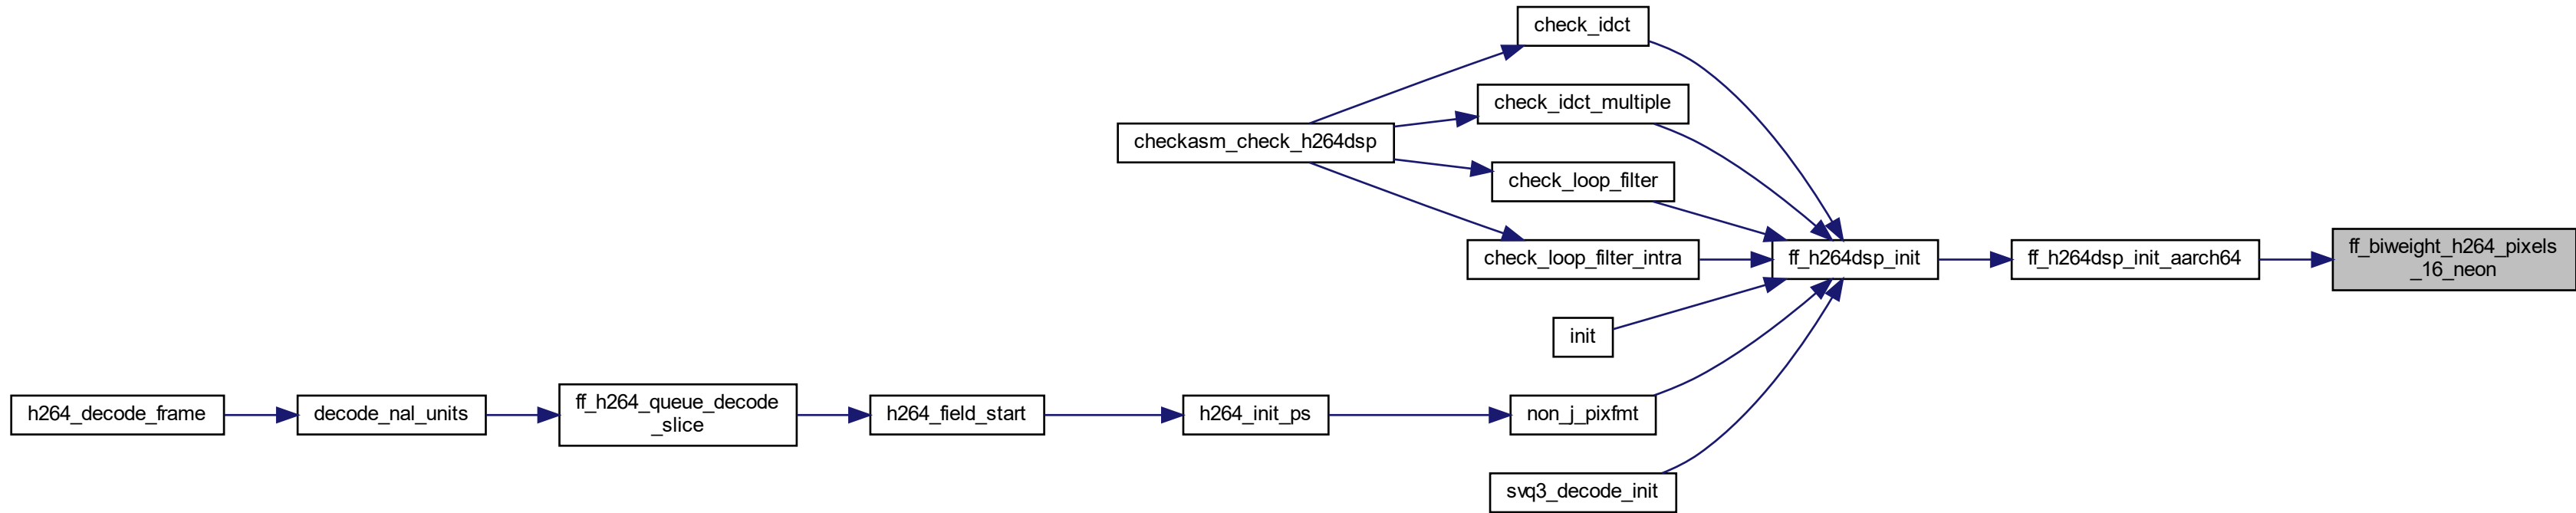 check_idct
check_idct_multiple
checkasm_check_h264dsp
check_loop_filter
check_loop_filter_intra
ff_h264dsp_init
ff_h264dsp_init_aarch64
ff_biweight_h264_pixels
_16_neon
init
h264_decode_frame
decode_nal_units
ff_h264_queue_decode
_slice
h264_field_start
h264_init_ps
non_j_pixfmt
svq3_decode_init